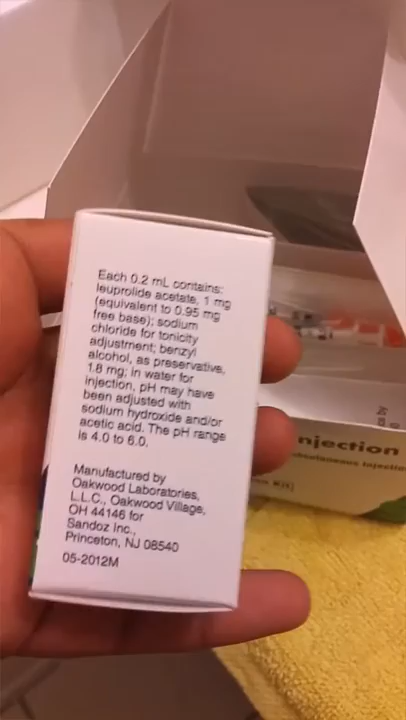 Each 0.2 mL contains:
leuprolide acetate, 1 mg
(equivalent to 0.95 mg
free base); sodium
chloride for tonicity
adjustment; benzyl
alcohol, as preservative,
1.8 mg; in water for
injection, pH may have
been adjusted with
sodium hydroxide and/or
acetic acid. The pH range
is 4.0 to 6.0.
Manufactured by
Oakwood Laboratories,
L.L.C., Oakwood Village,
OH 44146 for
Sandoz Inc.,
Princeton, NJ 08540
05-2012M
njection